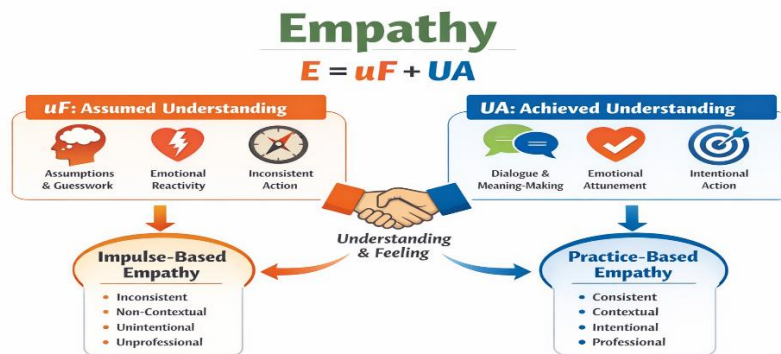 Empathy
E = uF + UA
uF: Assumed Understanding
Assumptions
& Guesswork
Emotional
Reactivity
Inconsistent
Action
UA: Achieved Understanding
Dialogue &
Meaning-Making
Emotional
Attunement
Intentional
Action
Understanding
& Feeling
Impulse-Based
Empathy
• Inconsistent
• Non-Contextual
• Unintentional
• Unprofessional
Practice-Based
Empathy
• Consistent
• Contextual
• Intentional
• Professional